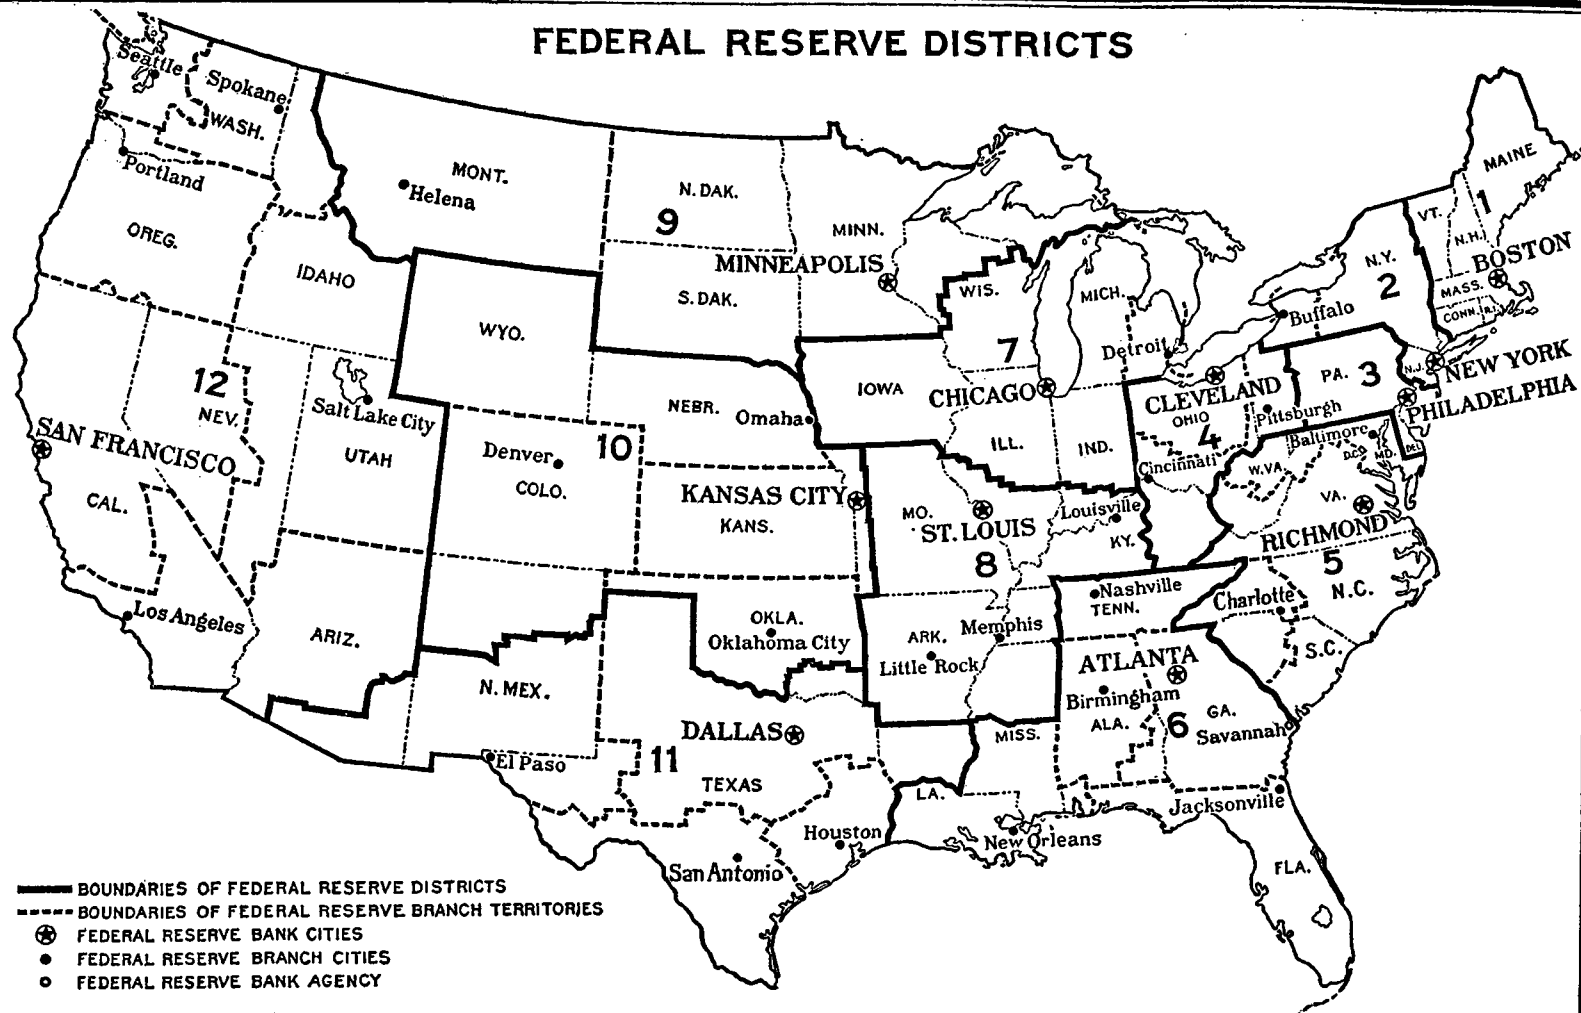 FEDERAL RESERVE DISTRICTS
Seattle
Spokane
WASH.
Portland
OREG.
IDAHO
MONT.
Helena
N. DAK.
9
MINN.
MINNEAPOLIS
S. DAK.
WYO.
WIS.
MICH.
7
Detroit
CHICAGO
IOWA
ILL.
IND.
MAINE
1
VT.
N.H.
BOSTON
MASS.
CONN.
R.I.
N.Y.
2
Buffalo
NEW YORK
N.J.
PA.
3
PHILADELPHIA
CLEVELAND
OHIO
4
Pittsburgh
Cincinnati
Baltimore
D.C.
MD.
DEL.
W.VA.
VA.
RICHMOND
5
N.C.
Charlotte
S.C.
12
NEV.
Salt Lake City
UTAH
SAN FRANCISCO
CAL.
Los Angeles
ARIZ.
NEBR.
Omaha
10
Denver
COLO.
KANSAS CITY
KANS.
OKLA.
Oklahoma City
N. MEX.
MO.
ST. LOUIS
8
Louisville
KY.
Nashville
TENN.
Memphis
ARK.
Little Rock
ATLANTA
Birmingham
ALA.
6
GA.
Savannah
MISS.
DALLAS
11
TEXAS
El Paso
Houston
San Antonio
LA.
New Orleans
Jacksonville
FLA.
BOUNDARIES OF FEDERAL RESERVE DISTRICTS
BOUNDARIES OF FEDERAL RESERVE BRANCH TERRITORIES
FEDERAL RESERVE BANK CITIES
FEDERAL RESERVE BRANCH CITIES
FEDERAL RESERVE BANK AGENCY